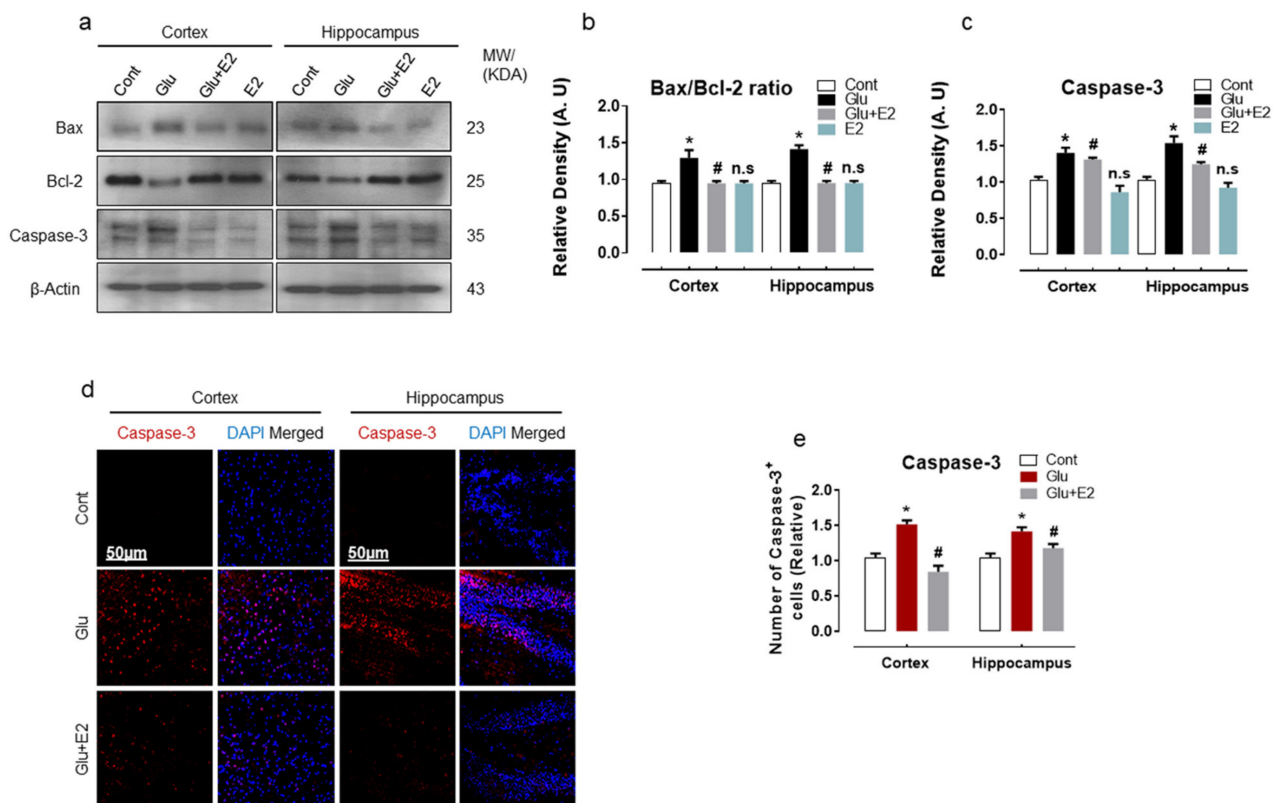 a
Cortex
Hippocampus
MW/
(KDA)
Cont
Glu
Glu+E2
E2
Cont
Glu
Glu+E2
E2
Bax
23
Bcl-2
25
Caspase-3
35
β-Actin
43
b
Bax/Bcl-2 ratio
Cont
Glu
Glu+E2
E2
Relative Density (A. U)
2.0
1.5
1.0
0.5
0.0
*
#
n.s
*
#
n.s
Cortex
Hippocampus
c
Caspase-3
Cont
Glu
Glu+E2
E2
Relative Density (A. U)
2.0
1.5
1.0
0.5
0.0
*
#
n.s
*
#
n.s
Cortex
Hippocampus
d
Cortex
Hippocampus
Caspase-3
DAPI Merged
Caspase-3
DAPI Merged
Cont
50µm
50µm
Glu
Glu+E2
e
Caspase-3
Cont
Glu
Glu+E2
Number of Caspase-3+
cells (Relative)
2.0
1.5
1.0
0.5
0.0
*
#
*
#
Cortex
Hippocampus